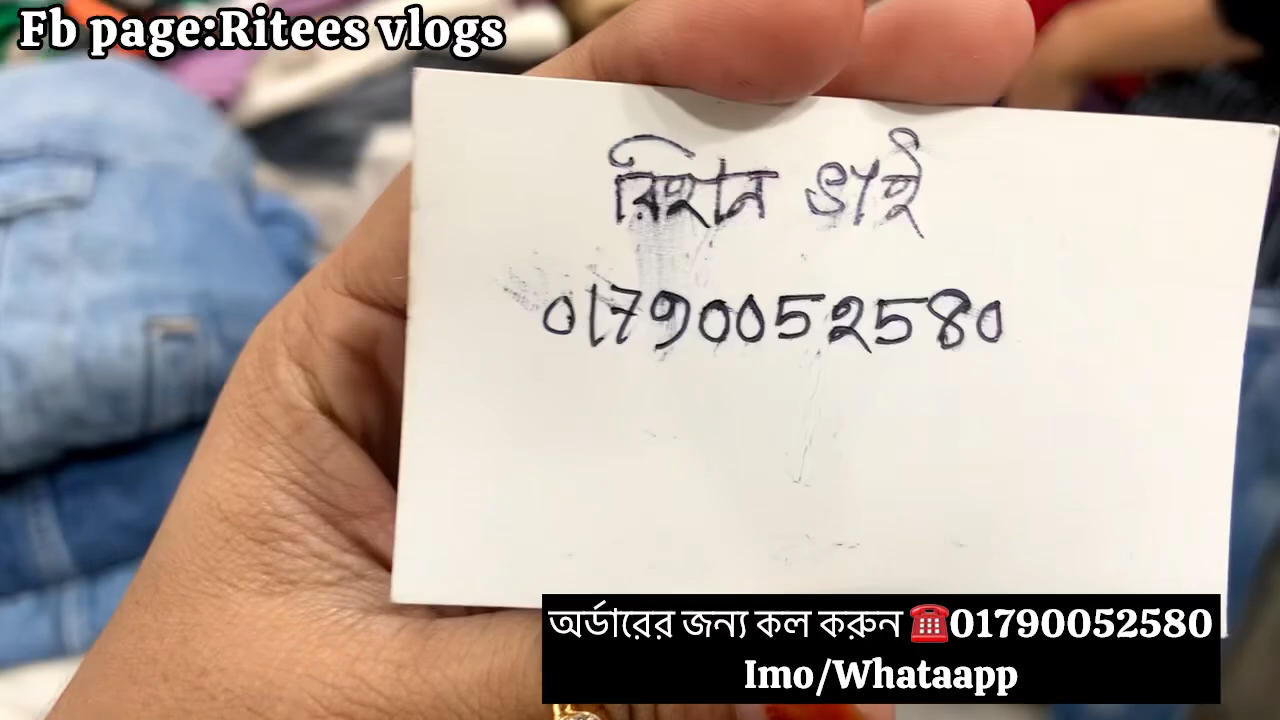 Fb page:Ritees vlogs
রিহান ভাই
01790052580
অর্ডারের জন্য কল করুন ☎️01790052580
Imo/Whataapp